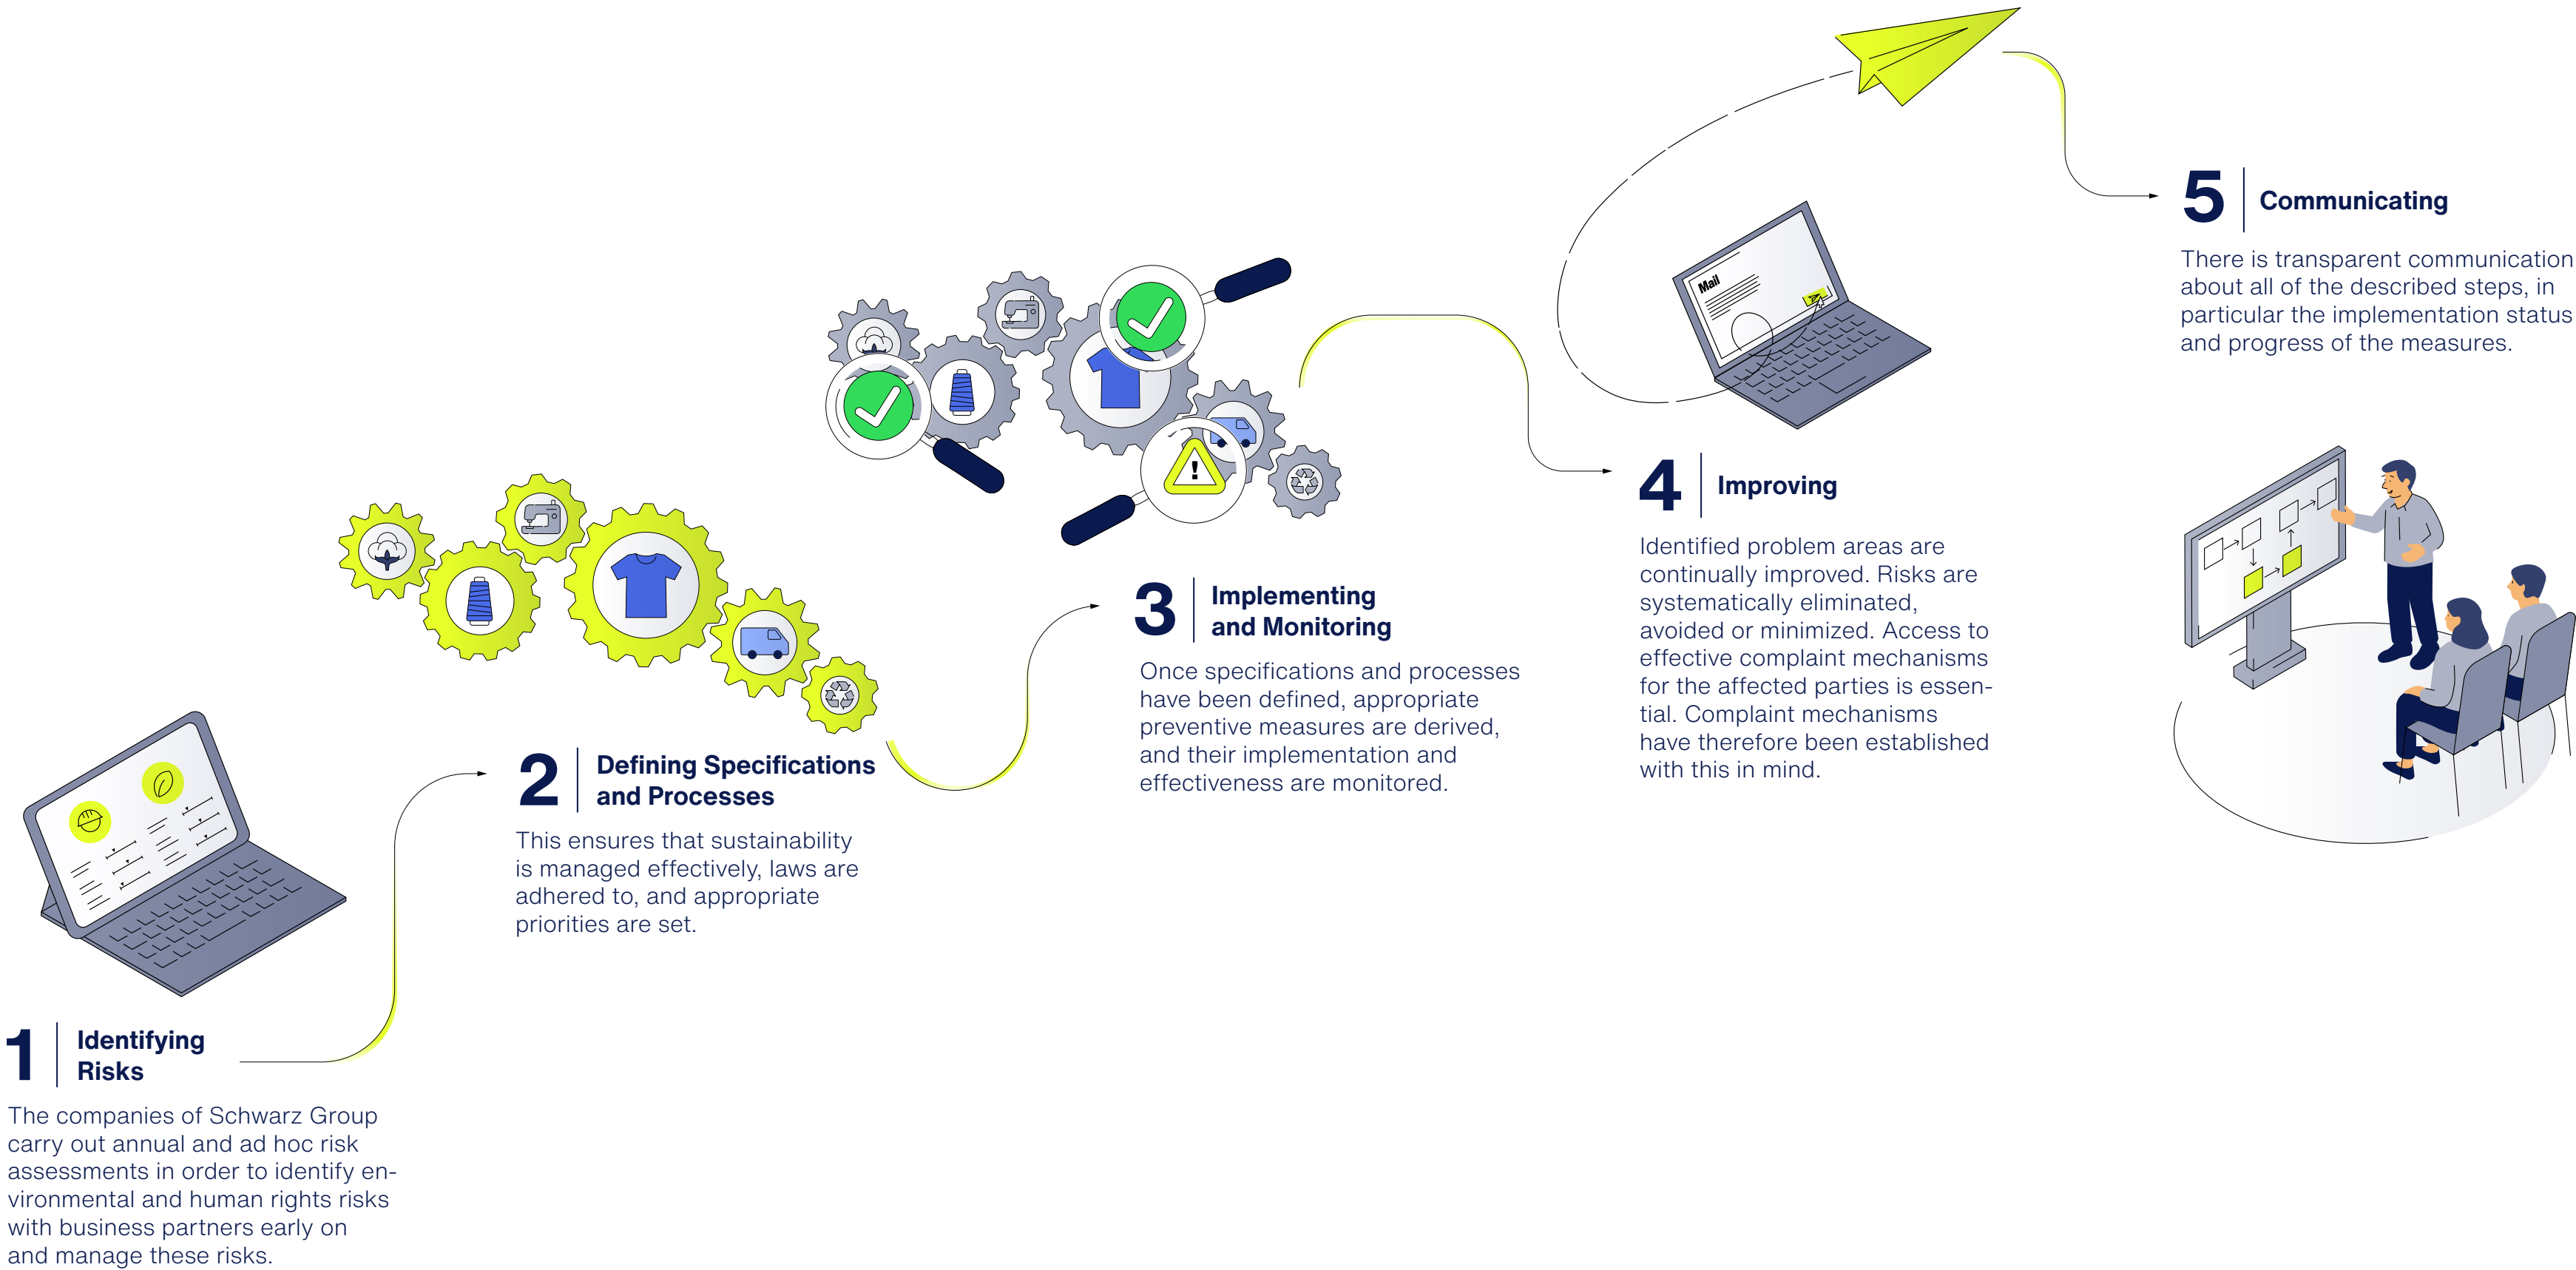 1
Identifying
Risks
The companies of Schwarz Group
carry out annual and ad hoc risk
assessments in order to identify en-
vironmental and human rights risks
with business partners early on
and manage these risks.
2
Defining Specifications
and Processes
This ensures that sustainability
is managed effectively, laws are
adhered to, and appropriate
priorities are set.
!
3
Implementing
and Monitoring
Once specifications and processes
have been defined, appropriate
preventive measures are derived,
and their implementation and
effectiveness are monitored.
Mail
4
Improving
Identified problem areas are
continually improved. Risks are
systematically eliminated,
avoided or minimized. Access to
effective complaint mechanisms
for the affected parties is essen-
tial. Complaint mechanisms
have therefore been established
with this in mind.
5
Communicating
There is transparent communication
about all of the described steps, in
particular the implementation status
and progress of the measures.